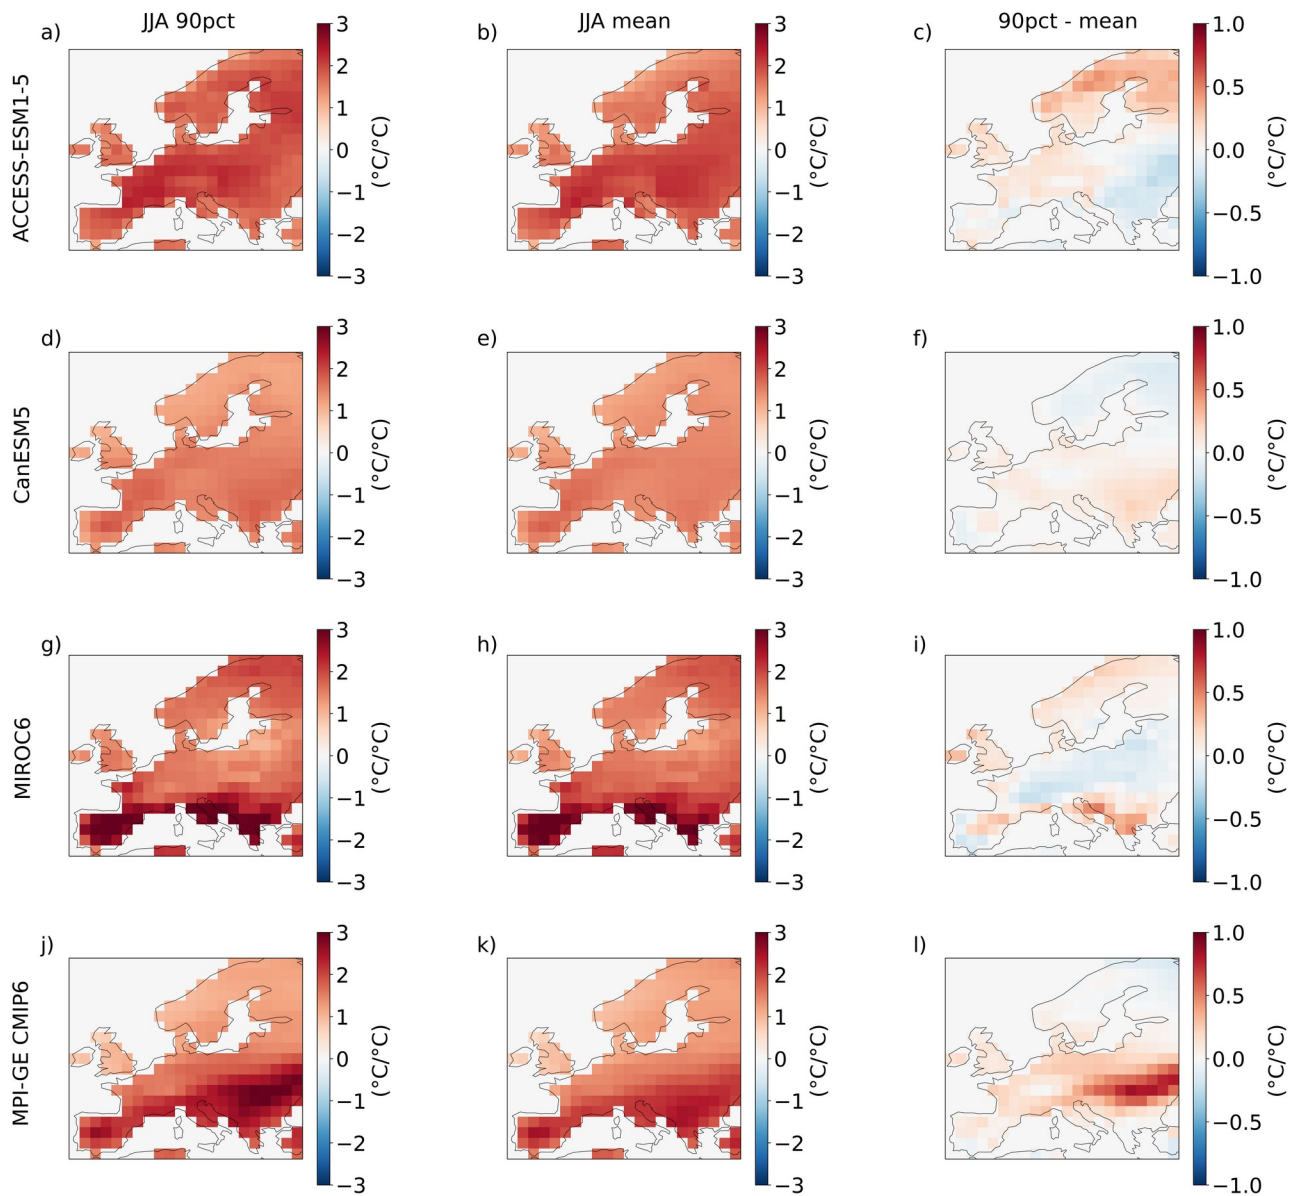 JJA 90pct
JJA mean
90pct - mean
a)
b)
c)
ACCESS-ESM1-5
3
2
1
0
−1
−2
−3
(°C/°C)
3
2
1
0
−1
−2
−3
(°C/°C)
1.0
0.5
0.0
−0.5
−1.0
(°C/°C)
d)
e)
f)
CanESM5
3
2
1
0
−1
−2
−3
(°C/°C)
3
2
1
0
−1
−2
−3
(°C/°C)
1.0
0.5
0.0
−0.5
−1.0
(°C/°C)
g)
h)
i)
MIROC6
3
2
1
0
−1
−2
−3
(°C/°C)
3
2
1
0
−1
−2
−3
(°C/°C)
1.0
0.5
0.0
−0.5
−1.0
(°C/°C)
j)
k)
l)
MPI-GE CMIP6
3
2
1
0
−1
−2
−3
(°C/°C)
3
2
1
0
−1
−2
−3
(°C/°C)
1.0
0.5
0.0
−0.5
−1.0
(°C/°C)